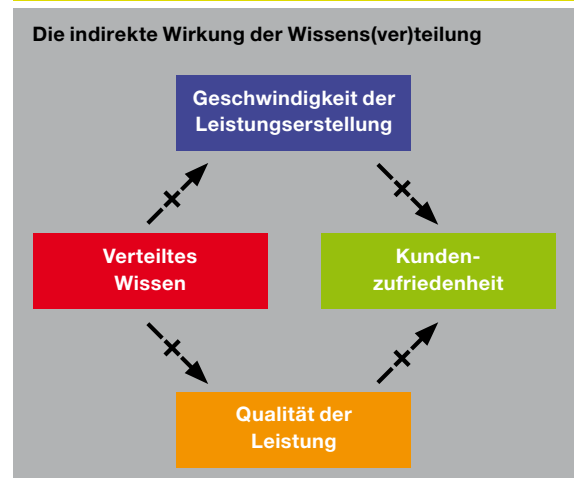 Die indirekte Wirkung der Wissens(ver)teilung
Geschwindigkeit der
Leistungserstellung
Verteiltes
Wissen
Kunden-
zufriedenheit
Qualität der
Leistung